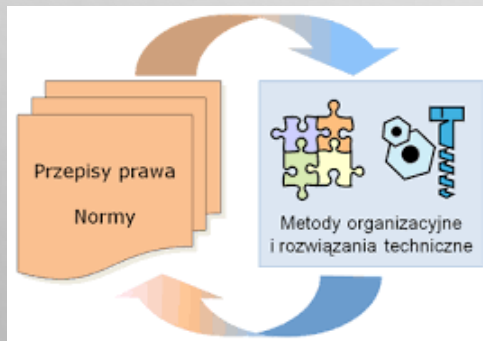 Przepisy prawa
Normy
Metody organizacyjne
i rozwiązania techniczne